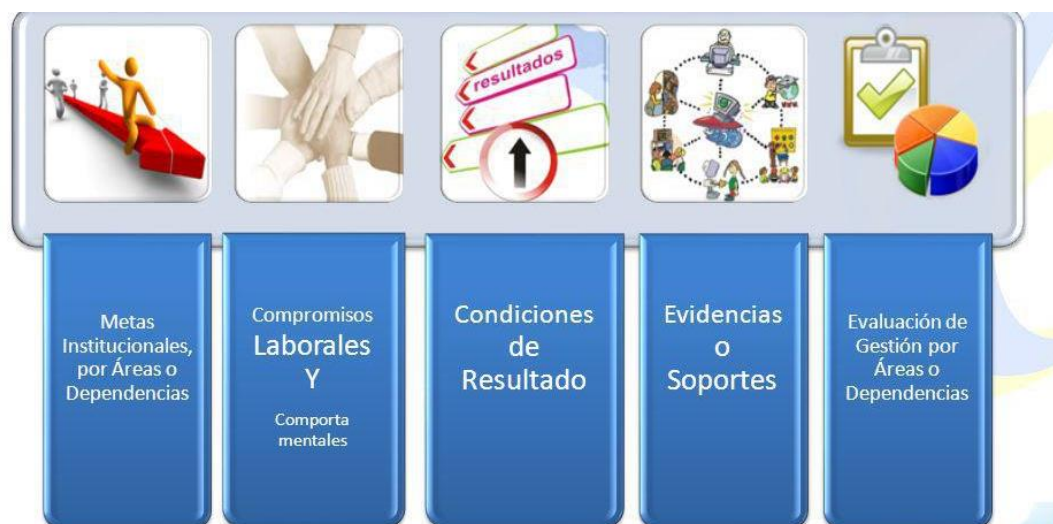 resultados
Metas
Institucionales,
por Áreas o
Dependencias
Compromisos
Laborales
Y
Comporta
mentales
Condiciones
de
Resultado
Evidencias
o
Soportes
Evaluación de
Gestión por
Áreas o
Dependencias